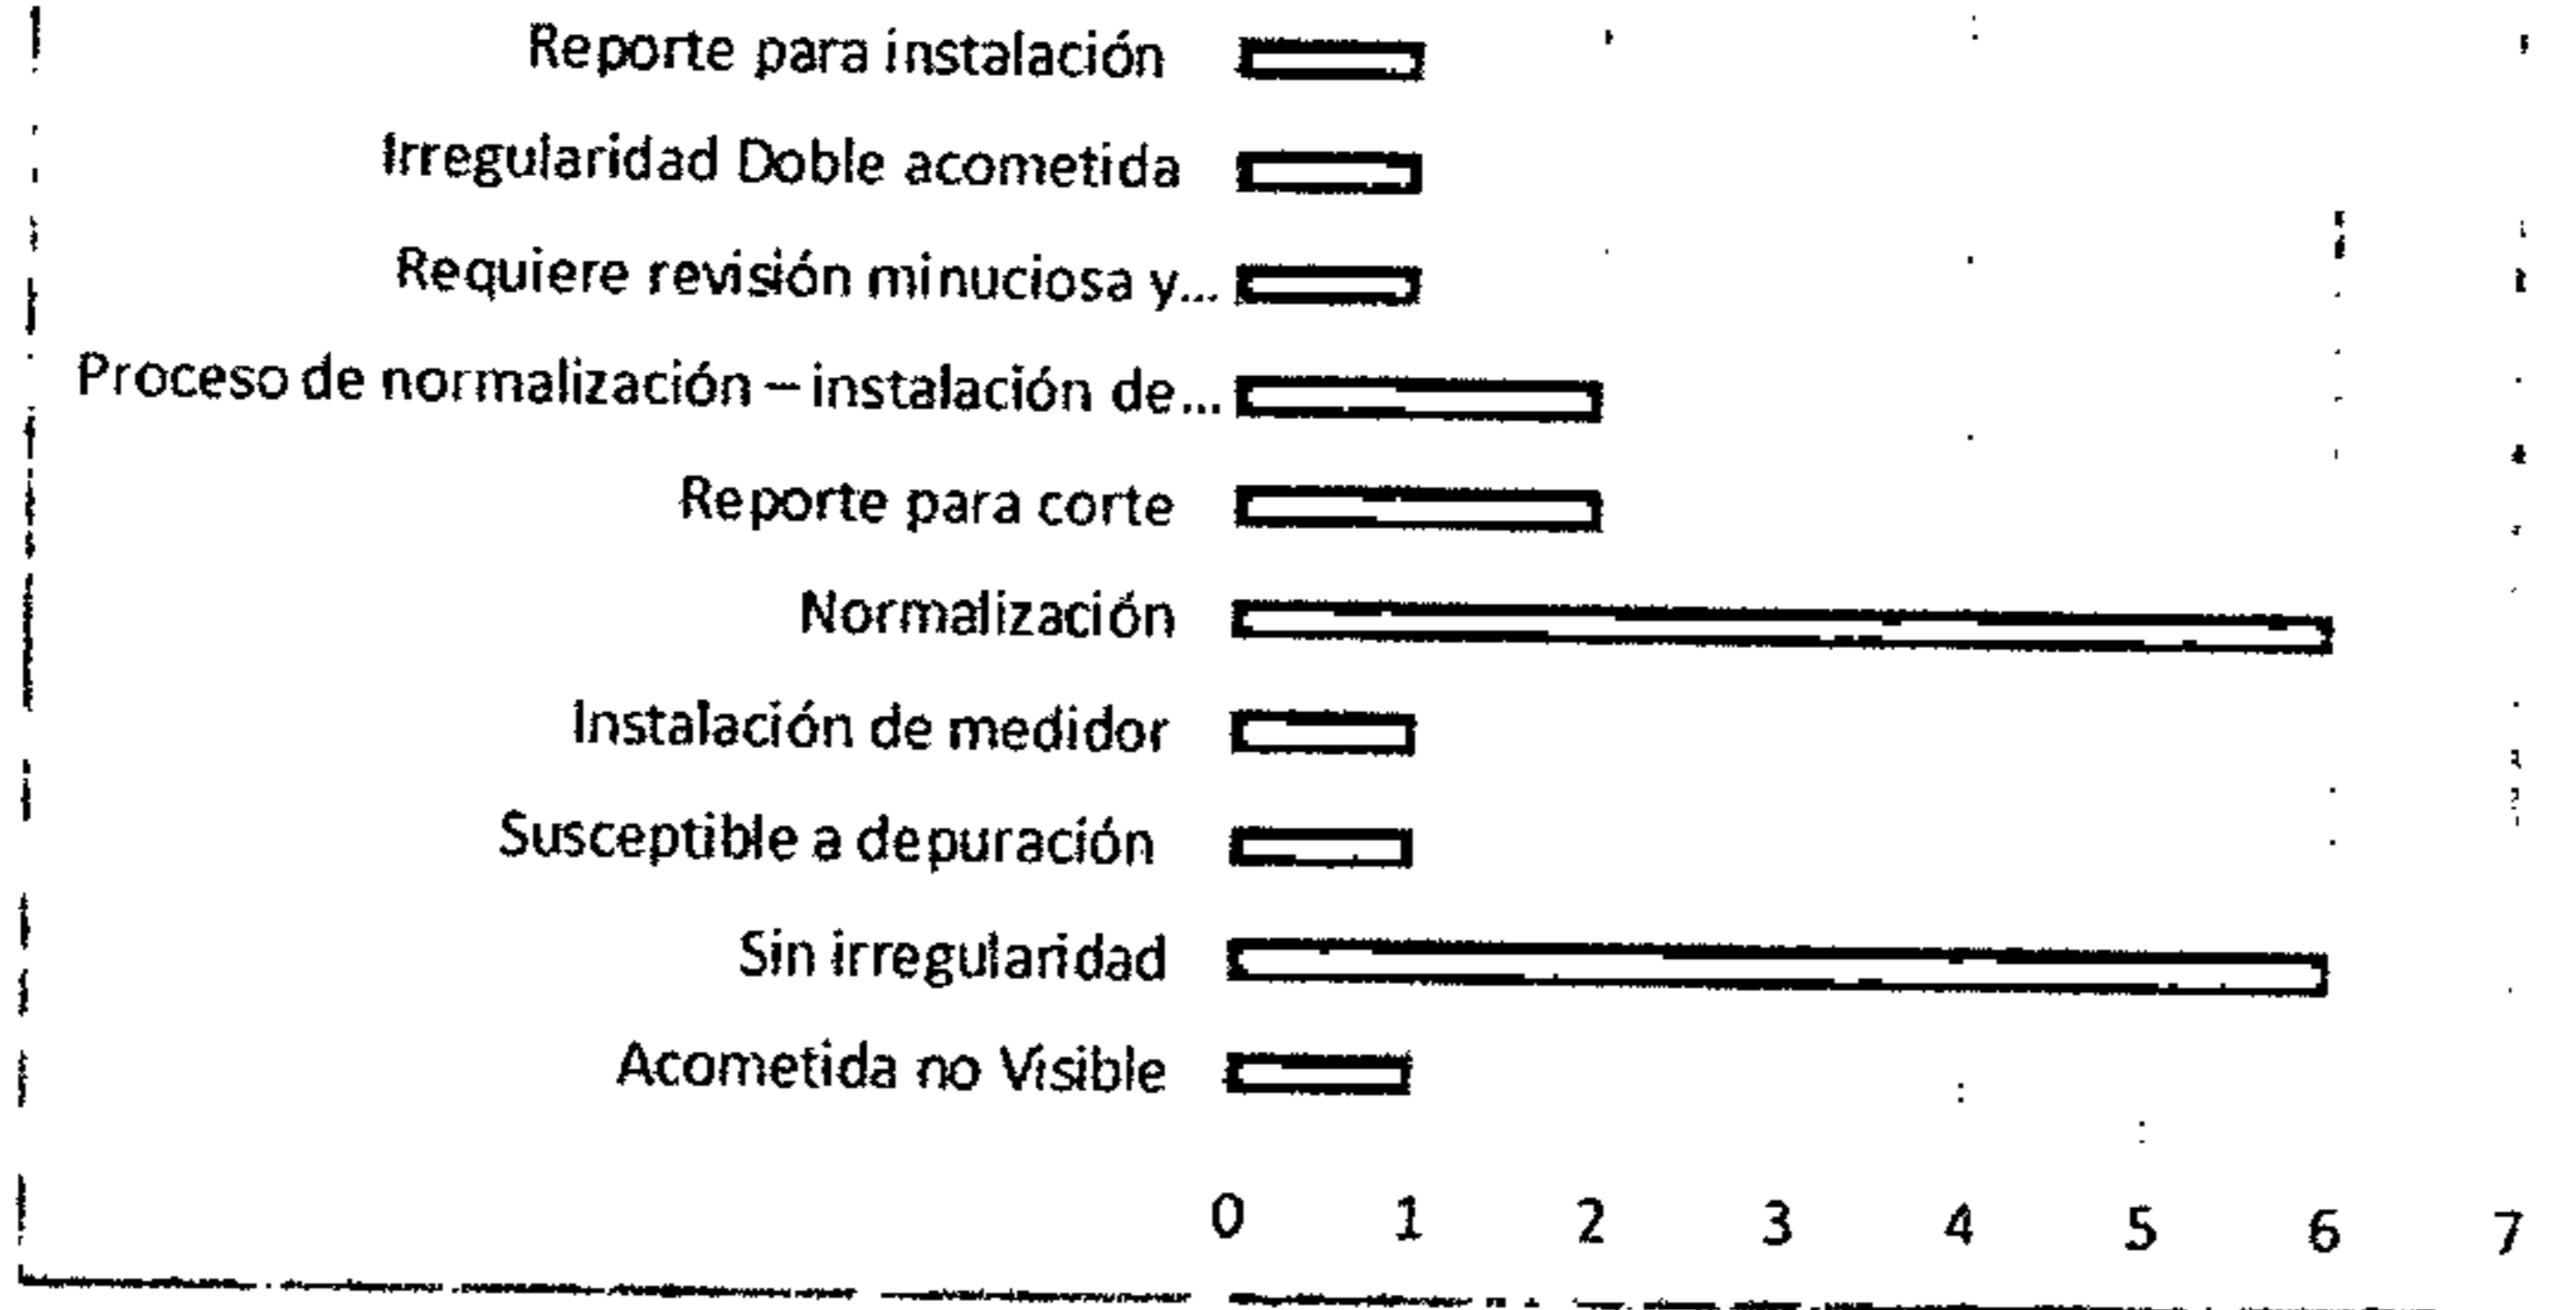 Reporte para instalación
Irregularidad Doble acometida
Requiere revisión minuciosa y...
Proceso de normalización – instalación de...
Reporte para corte
Normalización
Instalación de medidor
Susceptible a depuración
Sin irregularidad
Acometida no Visible
0 1 2 3 4 5 6 7